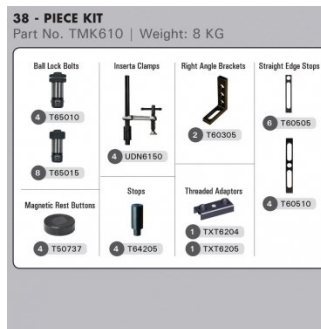 38 - PIECE KIT
Part No. TMK610 | Weight: 8 KG
Ball Lock Bolts
4 T65010
8 T65015
Inserta Clamps
4 UDN6150
Right Angle Brackets
2 T60305
Straight Edge Stops
6 T60505
4 T60510
Magnetic Rest Buttons
4 T50737
Stops
4 T64205
Threaded Adaptors
1 TXT6204
1 TXT6205